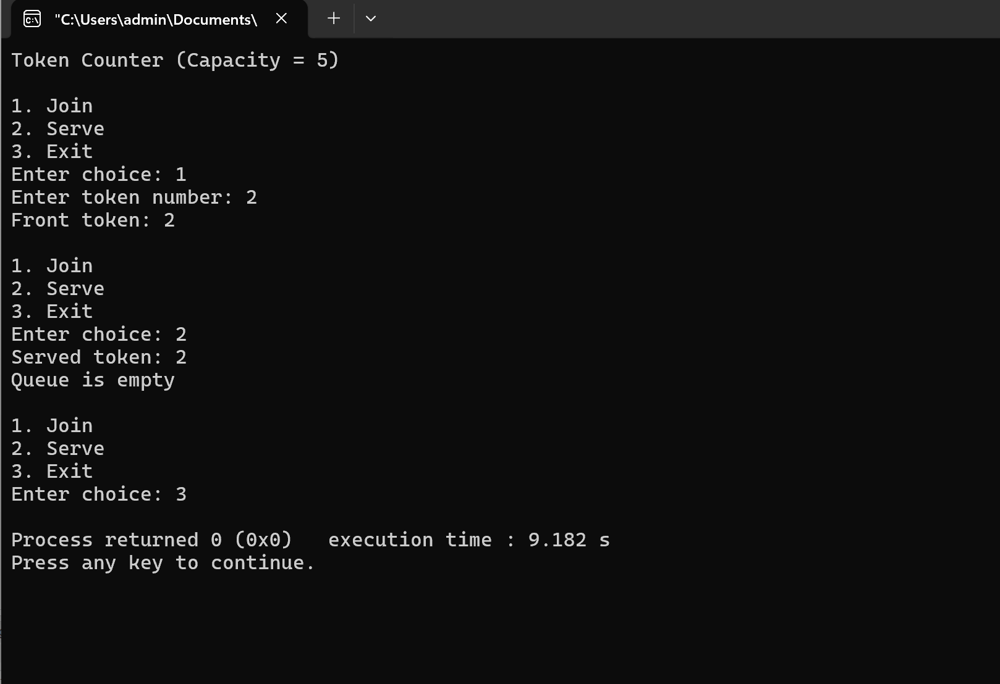 "C:\Users\admin\Documents\
Token Counter (Capacity = 5)
1. Join
2. Serve
3. Exit
Enter choice: 1
Enter token number: 2
Front token: 2
1. Join
2. Serve
3. Exit
Enter choice: 2
Served token: 2
Queue is empty
1. Join
2. Serve
3. Exit
Enter choice: 3
Process returned 0 (0x0)   execution time : 9.182 s
Press any key to continue.